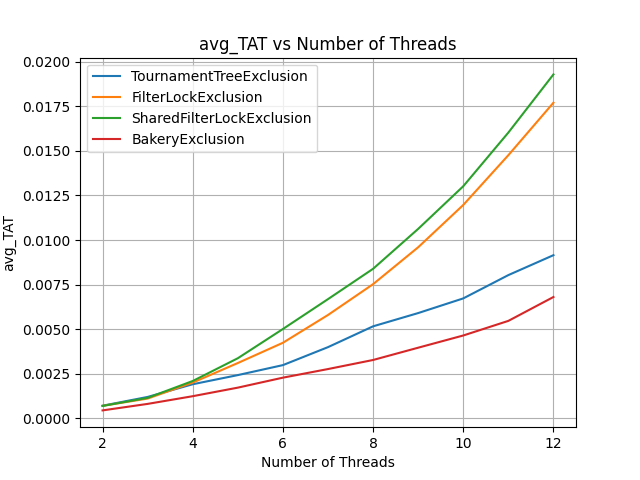 avg_TAT vs Number of Threads
TournamentTreeExclusion
FilterLockExclusion
SharedFilterLockExclusion
BakeryExclusion
avg_TAT
0.0200
0.0175
0.0150
0.0125
0.0100
0.0075
0.0050
0.0025
0.0000
2 4 6 8 10 12
Number of Threads